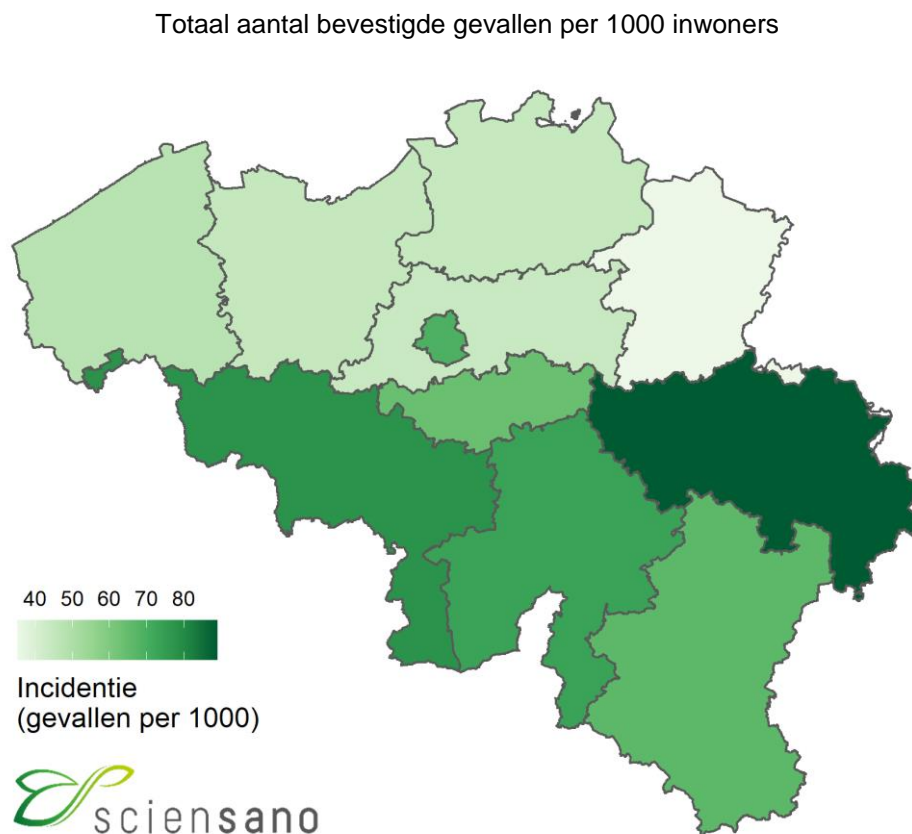 Totaal aantal bevestigde gevallen per 1000 inwoners
40 50 60 70 80
Incidentie
(gevallen per 1000)
sciensano